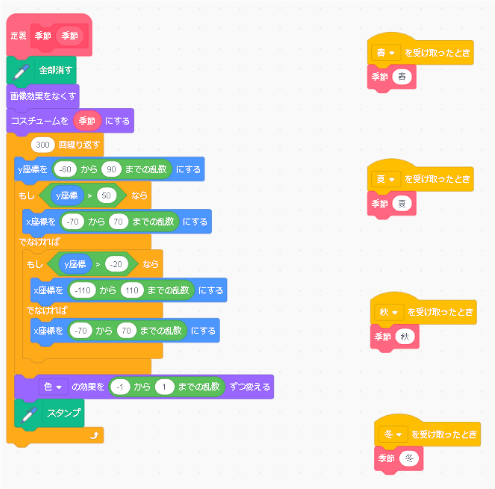 定義 季節 季節
全部消す
画像効果をなくす
コスチュームを 季節 にする
300 回繰り返す
y座標を -60 から 90 までの乱数 にする
もし y座標 > 50 なら
x座標を -70 から 70 までの乱数 にする
でなければ
もし y座標 > -20 なら
x座標を -110 から 110 までの乱数 にする
でなければ
x座標を -70 から 70 までの乱数 にする
色 の効果を -1 から 1 までの乱数 ずつ変える
スタンプ
春 を受け取ったとき
季節 春
夏 を受け取ったとき
季節 夏
秋 を受け取ったとき
季節 秋
冬 を受け取ったとき
季節 冬